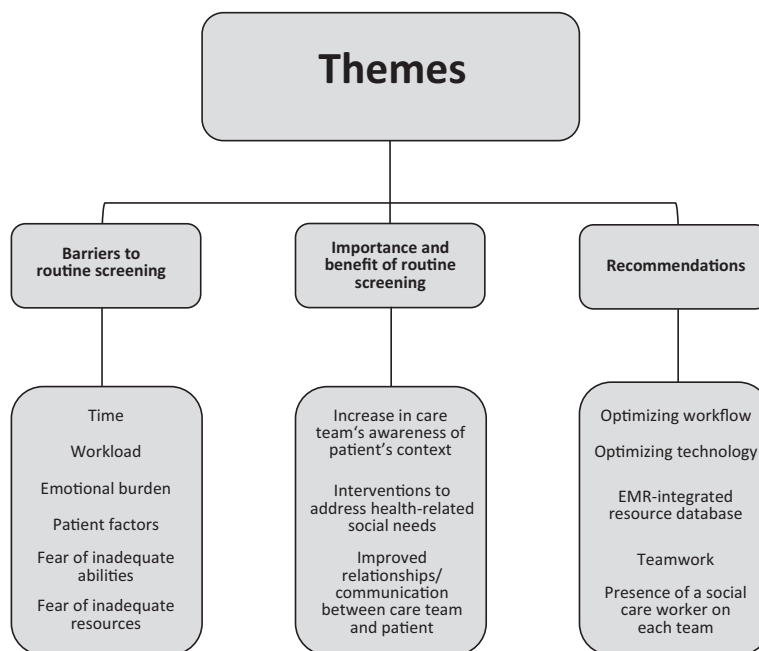 Themes
Barriers to
routine screening
Importance and
benefit of routine
screening
Recommendations
Time
Workload
Emotional burden
Patient factors
Fear of inadequate
abilities
Fear of inadequate
resources
Increase in care
team‘s awareness of
patient’s context
Interventions to
address health-related
social needs
Improved
relationships/
communication
between care team
and patient
Optimizing workflow
Optimizing technology
EMR-integrated
resource database
Teamwork
Presence of a social
care worker on
each team